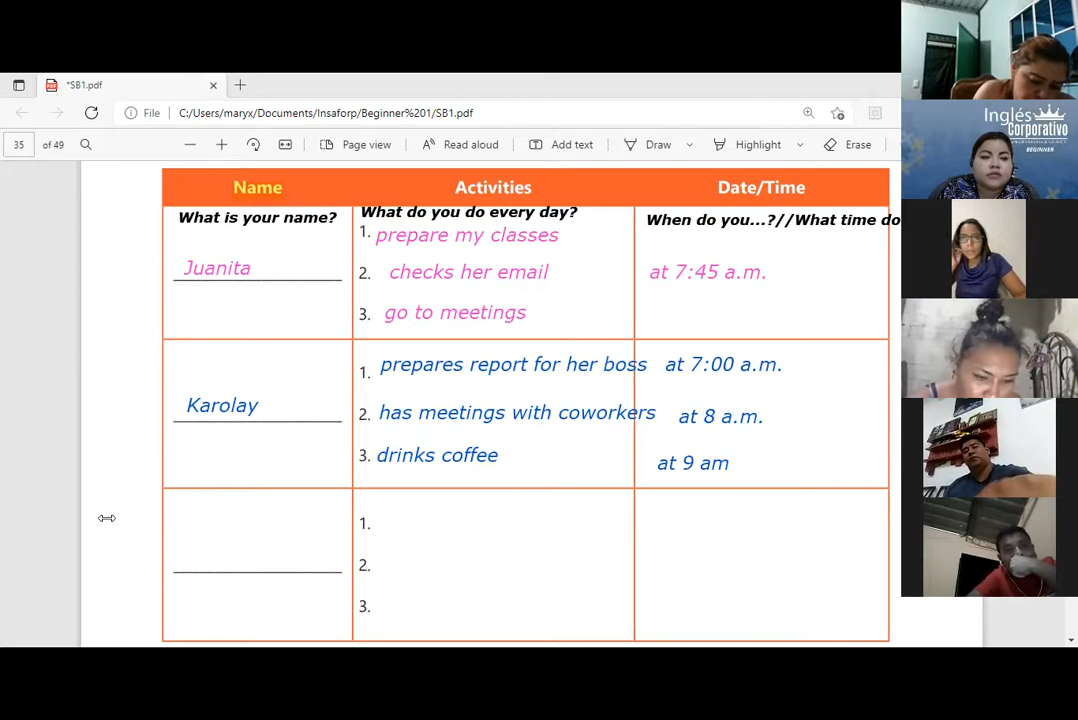 *SB1.pdf
File C:/Users/maryx/Documents/Insaforp/Beginner%201/SB1.pdf
35 of 49 Page view Read aloud Add text Draw Highlight Erase
Name Activities Date/Time
What is your name? What do you do every day? When do you...?//What time do
1. prepare my classes
Juanita 2. checks her email at 7:45 a.m.
3. go to meetings
1. prepares report for her boss at 7:00 a.m.
Karolay 2. has meetings with coworkers at 8 a.m.
3. drinks coffee at 9 am
1.
2.
3.
Inglés
Corporativo
BEGINNER